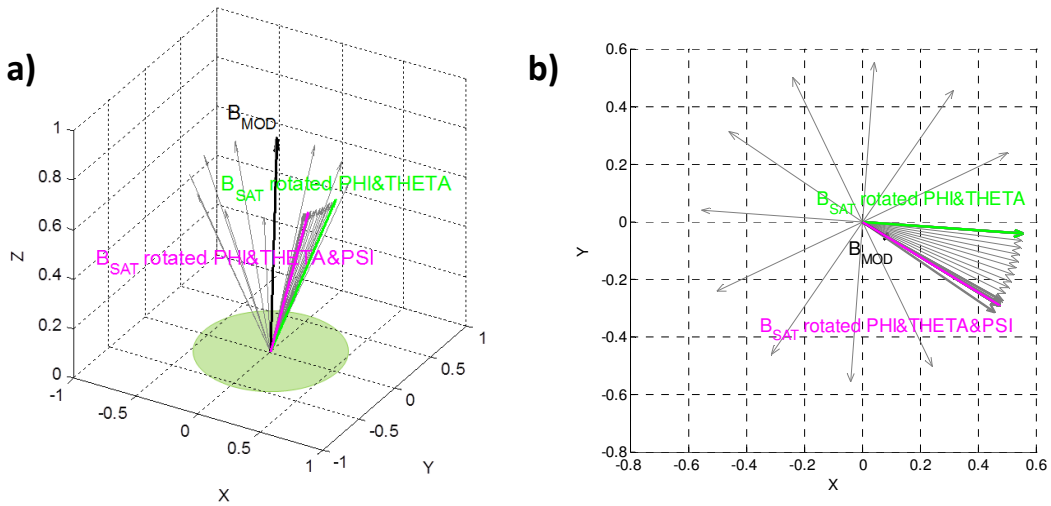 a)
B_MOD
B_SAT rotated PHI&THETA
B_SAT rotated PHI&THETA&PSI
Z
1
0.8
0.6
0.4
0.2
0
-1
-0.5
0
0.5
1
X
-1
-0.5
0
0.5
1
Y
b)
0.6
0.4
0.2
0
-0.2
-0.4
-0.6
-0.8
Y
B_SAT rotated PHI&THETA
B_MOD
B_SAT rotated PHI&THETA&PSI
-0.8
-0.6
-0.4
-0.2
0
0.2
0.4
0.6
X